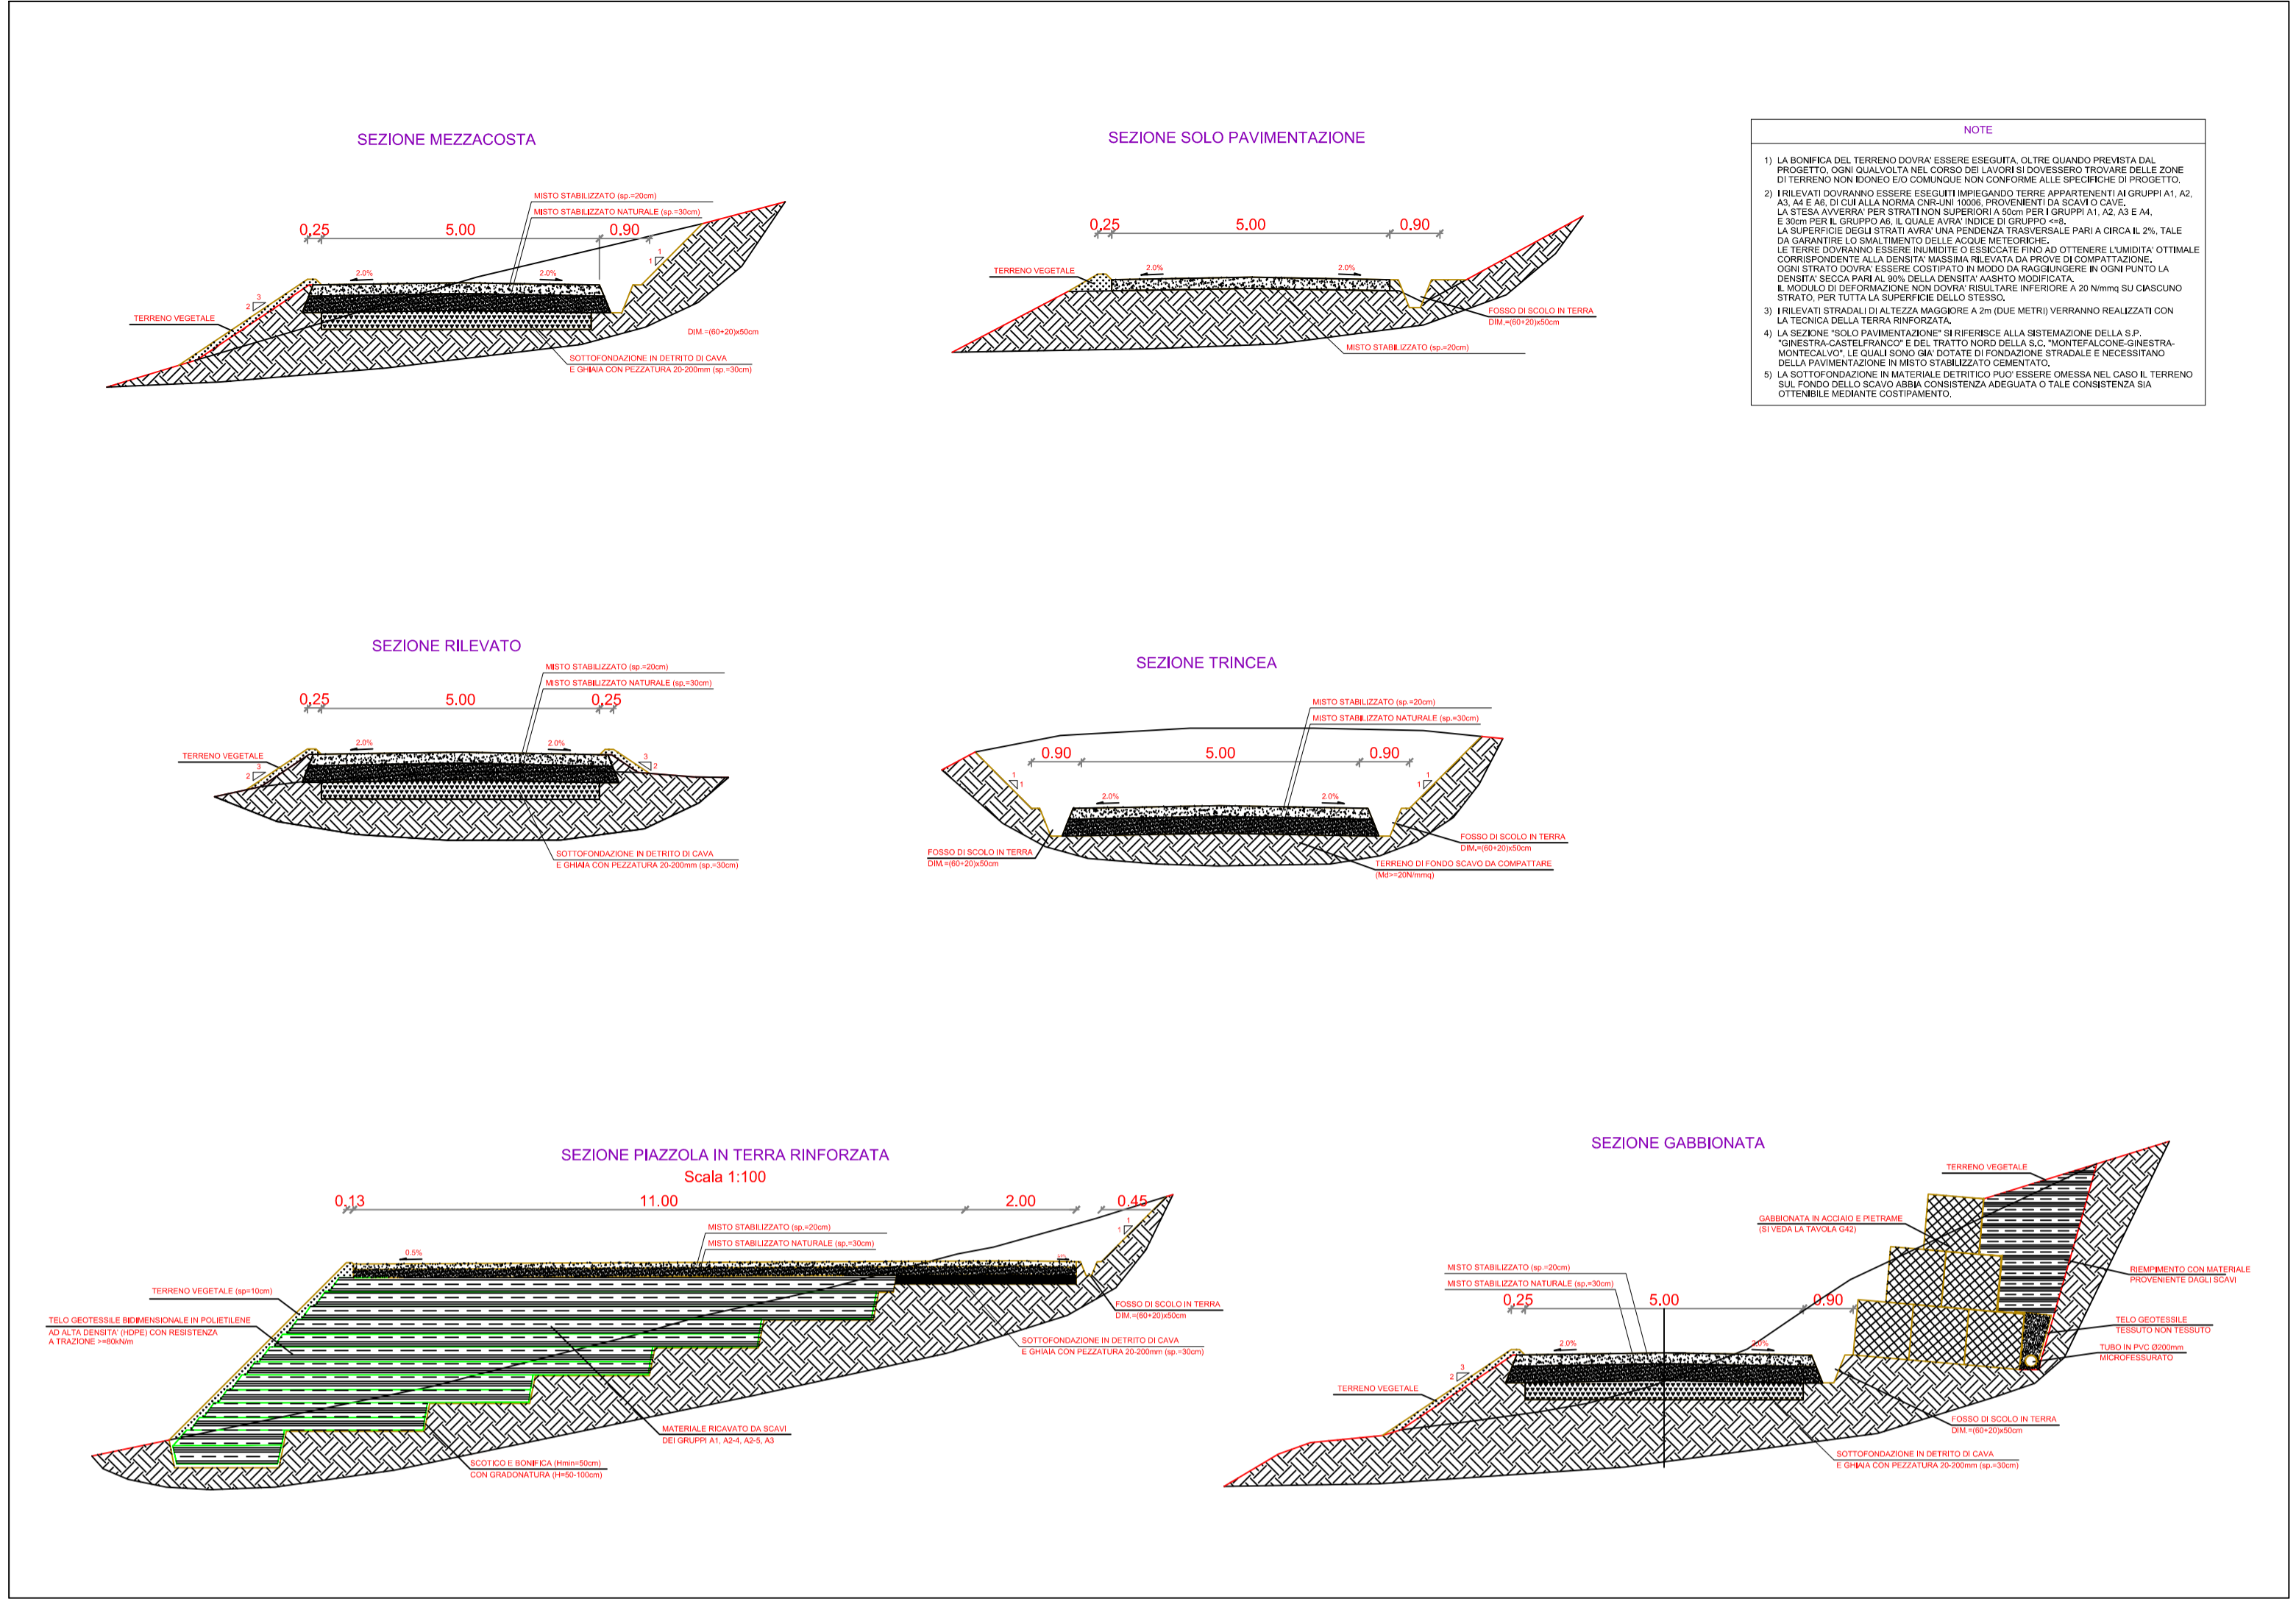 SEZIONE MEZZACOSTA
MISTO STABILIZZATO (sp.=20cm)
MISTO STABILIZZATO NATURALE (sp.=30cm)
0.25
5.00
0.90
2.0%
2.0%
1
1
3
2
TERRENO VEGETALE
DIM.=(60+20)x50cm
SOTTOFONDAZIONE IN DETRITO DI CAVA
E GHIAIA CON PEZZATURA 20-200mm (sp.=30cm)
SEZIONE SOLO PAVIMENTAZIONE
0.25
5.00
0.90
TERRENO VEGETALE
2.0%
2.0%
FOSSO DI SCOLO IN TERRA
DIM.=(60+20)x50cm
MISTO STABILIZZATO (sp.=20cm)
NOTE
1) LA BONIFICA DEL TERRENO DOVRA' ESSERE ESEGUITA, OLTRE QUANDO PREVISTA DAL
PROGETTO, OGNI QUALVOLTA NEL CORSO DEI LAVORI SI DOVESSERO TROVARE DELLE ZONE
DI TERRENO NON IDONEO E/O COMUNQUE NON CONFORME ALLE SPECIFICHE DI PROGETTO.
2) I RILEVATI DOVRANNO ESSERE ESEGUITI IMPIEGANDO TERRE APPARTENENTI AI GRUPPI A1, A2,
A3, A4 E A6, DI CUI ALLA NORMA CNR-UNI 10006, PROVENIENTI DA SCAVI O CAVE.
LA STESA AVVERRA' PER STRATI NON SUPERIORI A 50cm PER I GRUPPI A1, A2, A3 E A4,
E 30cm PER IL GRUPPO A6, IL QUALE AVRA' INDICE DI GRUPPO <=8.
LA SUPERFICIE DEGLI STRATI AVRA' UNA PENDENZA TRASVERSALE PARI A CIRCA IL 2%, TALE
DA GARANTIRE LO SMALTIMENTO DELLE ACQUE METEORICHE.
LE TERRE DOVRANNO ESSERE INUMIDITE O ESSICCATE FINO AD OTTENERE L'UMIDITA' OTTIMALE
CORRISPONDENTE ALLA DENSITA' MASSIMA RILEVATA DA PROVE DI COMPATTAZIONE.
OGNI STRATO DOVRA' ESSERE COSTIPATO IN MODO DA RAGGIUNGERE IN OGNI PUNTO LA
DENSITA' SECCA PARI AL 90% DELLA DENSITA' AASHTO MODIFICATA.
IL MODULO DI DEFORMAZIONE NON DOVRA' RISULTARE INFERIORE A 20 N/mmq SU CIASCUNO
STRATO, PER TUTTA LA SUPERFICIE DELLO STESSO.
3) I RILEVATI STRADALI DI ALTEZZA MAGGIORE A 2m (DUE METRI) VERRANNO REALIZZATI CON
LA TECNICA DELLA TERRA RINFORZATA.
4) LA SEZIONE "SOLO PAVIMENTAZIONE" SI RIFERISCE ALLA SISTEMAZIONE DELLA S.P.
"GINESTRA-CASTELFRANCO" E DEL TRATTO NORD DELLA S.C. "MONTEFALCONE-GINESTRA-
MONTECALVO", LE QUALI SONO GIA' DOTATE DI FONDAZIONE STRADALE E NECESSITANO
DELLA PAVIMENTAZIONE IN MISTO STABILIZZATO CEMENTATO.
5) LA SOTTOFONDAZIONE IN MATERIALE DETRITICO PUO' ESSERE OMESSA NEL CASO IL TERRENO
SUL FONDO DELLO SCAVO ABBIA CONSISTENZA ADEGUATA O TALE CONSISTENZA SIA
OTTENIBILE MEDIANTE COSTIPAMENTO.
SEZIONE RILEVATO
MISTO STABILIZZATO (sp.=20cm)
MISTO STABILIZZATO NATURALE (sp.=30cm)
0.25
5.00
0.25
2.0%
2.0%
TERRENO VEGETALE
3
2
3
2
SOTTOFONDAZIONE IN DETRITO DI CAVA
E GHIAIA CON PEZZATURA 20-200mm (sp.=30cm)
SEZIONE TRINCEA
MISTO STABILIZZATO (sp.=20cm)
MISTO STABILIZZATO NATURALE (sp.=30cm)
0.90
5.00
0.90
1
1
1
1
2.0%
2.0%
FOSSO DI SCOLO IN TERRA
DIM.=(60+20)x50cm
FOSSO DI SCOLO IN TERRA
DIM.=(60+20)x50cm
TERRENO DI FONDO SCAVO DA COMPATTARE
(Md>=20N/mmq)
SEZIONE PIAZZOLA IN TERRA RINFORZATA
Scala 1:100
0.13
11.00
2.00
0.45
MISTO STABILIZZATO (sp.=20cm)
MISTO STABILIZZATO NATURALE (sp.=30cm)
1
1
0.5%
TERRENO VEGETALE (sp=10cm)
TELO GEOTESSILE BIDIMENSIONALE IN POLIETILENE
AD ALTA DENSITA' (HDPE) CON RESISTENZA
A TRAZIONE >=80kN/m
FOSSO DI SCOLO IN TERRA
DIM.=(60+20)x50cm
SOTTOFONDAZIONE IN DETRITO DI CAVA
E GHIAIA CON PEZZATURA 20-200mm (sp.=30cm)
MATERIALE RICAVATO DA SCAVI
DEI GRUPPI A1, A2-4, A2-5, A3
SCOTICO E BONIFICA (Hmin=50cm)
CON GRADONATURA (H=50-100cm)
SEZIONE GABBIONATA
TERRENO VEGETALE
GABBIONATA IN ACCIAIO E PIETRAME
(SI VEDA LA TAVOLA G42)
MISTO STABILIZZATO (sp.=20cm)
MISTO STABILIZZATO NATURALE (sp.=30cm)
RIEMPIMENTO CON MATERIALE
PROVENIENTE DAGLI SCAVI
0.25
5.00
0.90
TELO GEOTESSILE
TESSUTO NON TESSUTO
2.0%
2.0%
TUBO IN PVC Ø200mm
MICROFESSURATO
3
2
TERRENO VEGETALE
FOSSO DI SCOLO IN TERRA
DIM.=(60+20)x50cm
SOTTOFONDAZIONE IN DETRITO DI CAVA
E GHIAIA CON PEZZATURA 20-200mm (sp.=30cm)